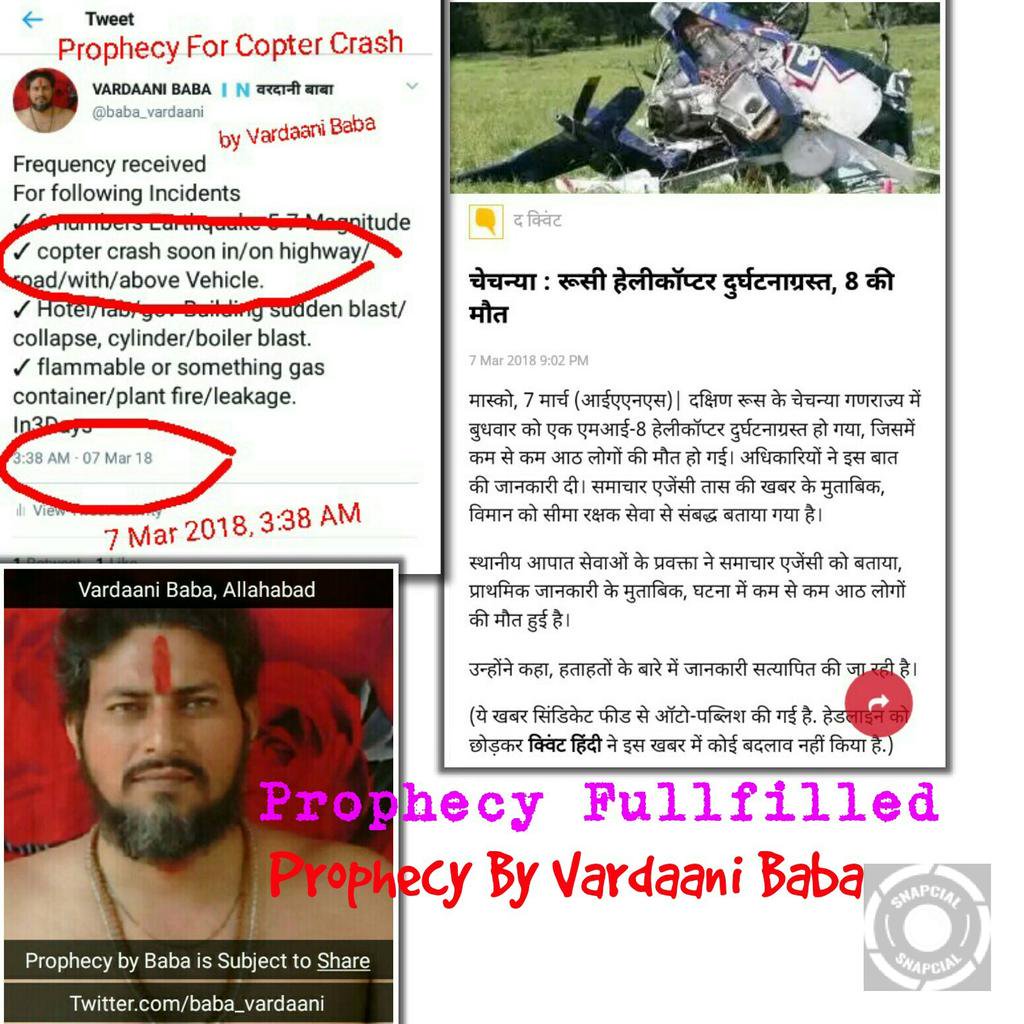 Tweet
Prophecy For Copter Crash
VARDAANI BABA 🇮🇳 वरदानी बाबा
@baba_vardaani
by Vardaani Baba
Frequency received
For following Incidents
✓ 6 numbers Earthquake 5-7 Magnitude
✓ copter crash soon in/on highway/
road/with/above Vehicle.
✓ Hotel/lab/gov Building sudden blast/
collapse, cylinder/boiler blast.
✓ flammable or something gas
container/plant fire/leakage.
In3Days
3:38 AM · 07 Mar 18
View Tweet activity
7 Mar 2018, 3:38 AM
1 Retweet 1 Like
द क्विंट
चेचन्या : रूसी हेलीकॉप्टर दुर्घटनाग्रस्त, 8 की
मौत
7 Mar 2018 9:02 PM
मास्को, 7 मार्च (आईएएनएस)| दक्षिण रूस के चेचन्या गणराज्य में
बुधवार को एक एमआई-8 हेलीकॉप्टर दुर्घटनाग्रस्त हो गया, जिसमें
कम से कम आठ लोगों की मौत हो गई। अधिकारियों ने इस बात
की जानकारी दी। समाचार एजेंसी तास की खबर के मुताबिक,
विमान को सीमा रक्षक सेवा से संबद्ध बताया गया है।
स्थानीय आपात सेवाओं के प्रवक्ता ने समाचार एजेंसी को बताया,
प्राथमिक जानकारी के मुताबिक, घटना में कम से कम आठ लोगों
की मौत हुई है।
उन्होंने कहा, हताहतों के बारे में जानकारी सत्यापित की जा रही है।
(ये खबर सिंडिकेट फीड से ऑटो-पब्लिश की गई है. हेडलाइन को
छोड़कर क्विंट हिंदी ने इस खबर में कोई बदलाव नहीं किया है.)
Vardaani Baba, Allahabad
Prophecy Fullfilled
Prophecy By Vardaani Baba
SNAPCIAL
SNAPCIAL
Prophecy by Baba is Subject to Share
Twitter.com/baba_vardaani